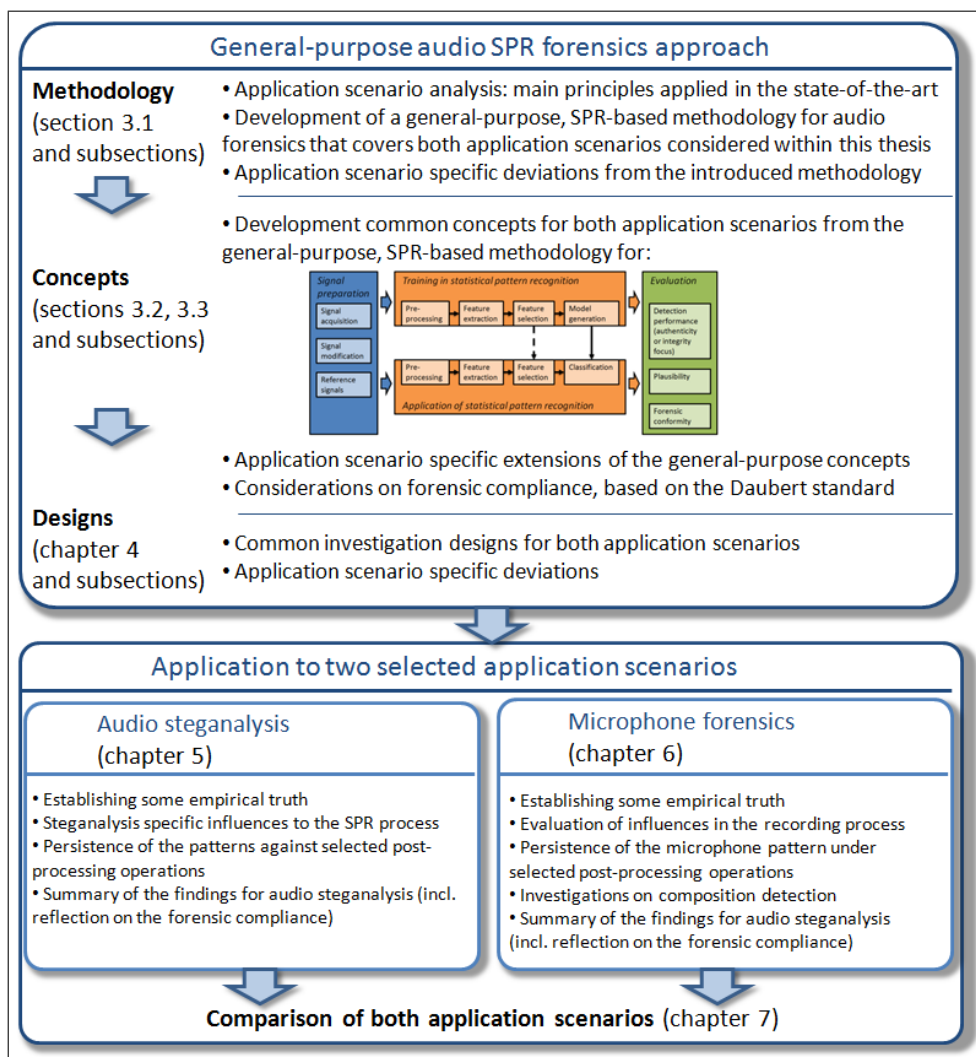 General-purpose audio SPR forensics approach
Methodology
(section 3.1
and subsections)
• Application scenario analysis: main principles applied in the state-of-the-art
• Development of a general-purpose, SPR-based methodology for audio
forensics that covers both application scenarios considered within this thesis
• Application scenario specific deviations from the introduced methodology
Concepts
(sections 3.2, 3.3
and subsections)
• Development common concepts for both application scenarios from the
general-purpose, SPR-based methodology for:
Signal
preparation
Signal
acquisition
Signal
modification
Reference
signals
Training in statistical pattern recognition
Pre-
processing
Feature
extraction
Feature
selection
Model
generation
Pre-
processing
Feature
extraction
Feature
selection
Classification
Application of statistical pattern recognition
Evaluation
Detection
performance
(authenticity
or integrity
focus)
Plausibility
Forensic
conformity
• Application scenario specific extensions of the general-purpose concepts
• Considerations on forensic compliance, based on the Daubert standard
Designs
(chapter 4
and subsections)
• Common investigation designs for both application scenarios
• Application scenario specific deviations
Application to two selected application scenarios
Audio steganalysis
(chapter 5)
• Establishing some empirical truth
• Steganalysis specific influences to the SPR process
• Persistence of the patterns against selected post-
processing operations
• Summary of the findings for audio steganalysis (incl.
reflection on the forensic compliance)
Microphone forensics
(chapter 6)
• Establishing some empirical truth
• Evaluation of influences in the recording process
• Persistence of the microphone pattern under
selected post-processing operations
• Investigations on composition detection
• Summary of the findings for audio steganalysis
(incl. reflection on the forensic compliance)
Comparison of both application scenarios (chapter 7)